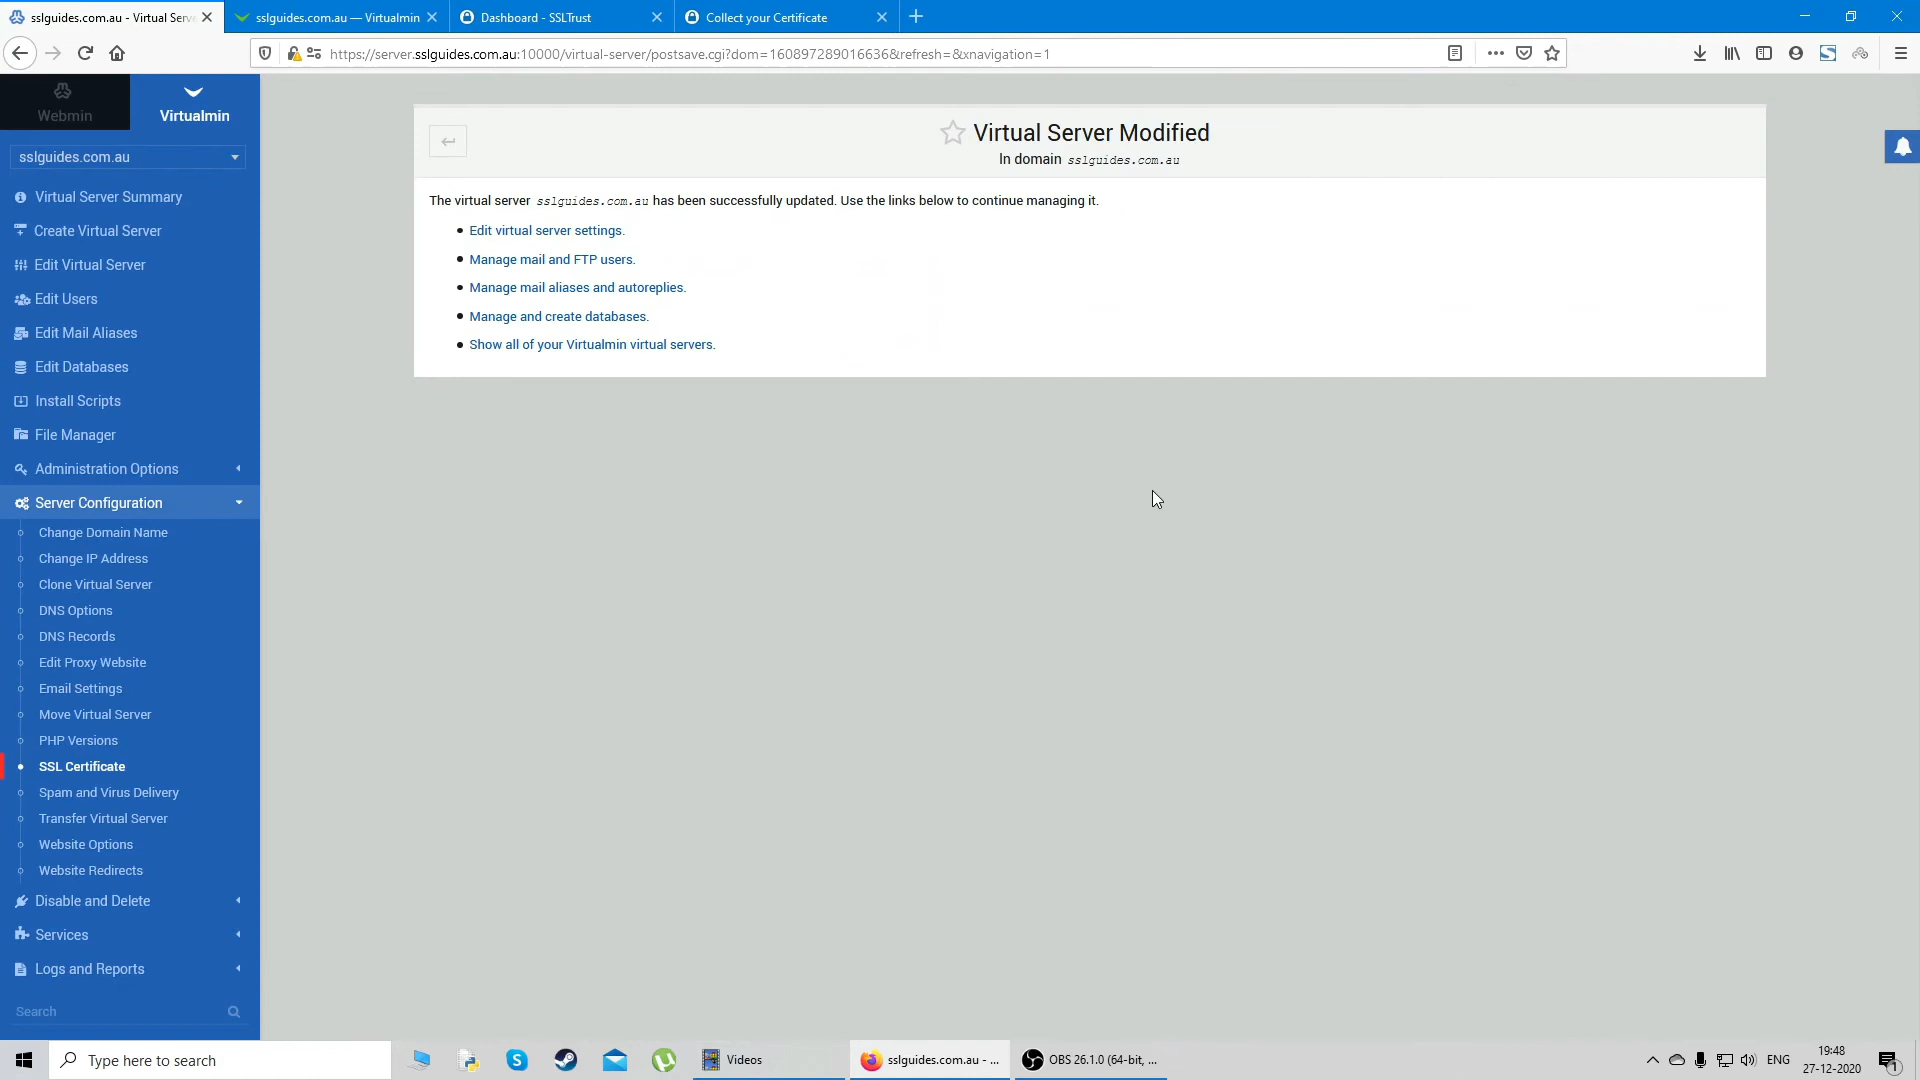 sslguides.com.au - Virtual Serve
sslguides.com.au — Virtualmin
Dashboard - SSLTrust
Collect your Certificate
https://server.sslguides.com.au:10000/virtual-server/postsave.cgi?dom=160897289016636&refresh=&xnavigation=1
Webmin
Virtualmin
sslguides.com.au
Virtual Server Summary
Create Virtual Server
Edit Virtual Server
Edit Users
Edit Mail Aliases
Edit Databases
Install Scripts
File Manager
Administration Options
Server Configuration
Change Domain Name
Change IP Address
Clone Virtual Server
DNS Options
DNS Records
Edit Proxy Website
Email Settings
Move Virtual Server
PHP Versions
SSL Certificate
Spam and Virus Delivery
Transfer Virtual Server
Website Options
Website Redirects
Disable and Delete
Services
Logs and Reports
Search
Virtual Server Modified
In domain sslguides.com.au
The virtual server sslguides.com.au has been successfully updated. Use the links below to continue managing it.
Edit virtual server settings.
Manage mail and FTP users.
Manage mail aliases and autoreplies.
Manage and create databases.
Show all of your Virtualmin virtual servers.
Type here to search
Videos
sslguides.com.au - ...
OBS 26.1.0 (64-bit, ...
ENG
19:48
27-12-2020
1